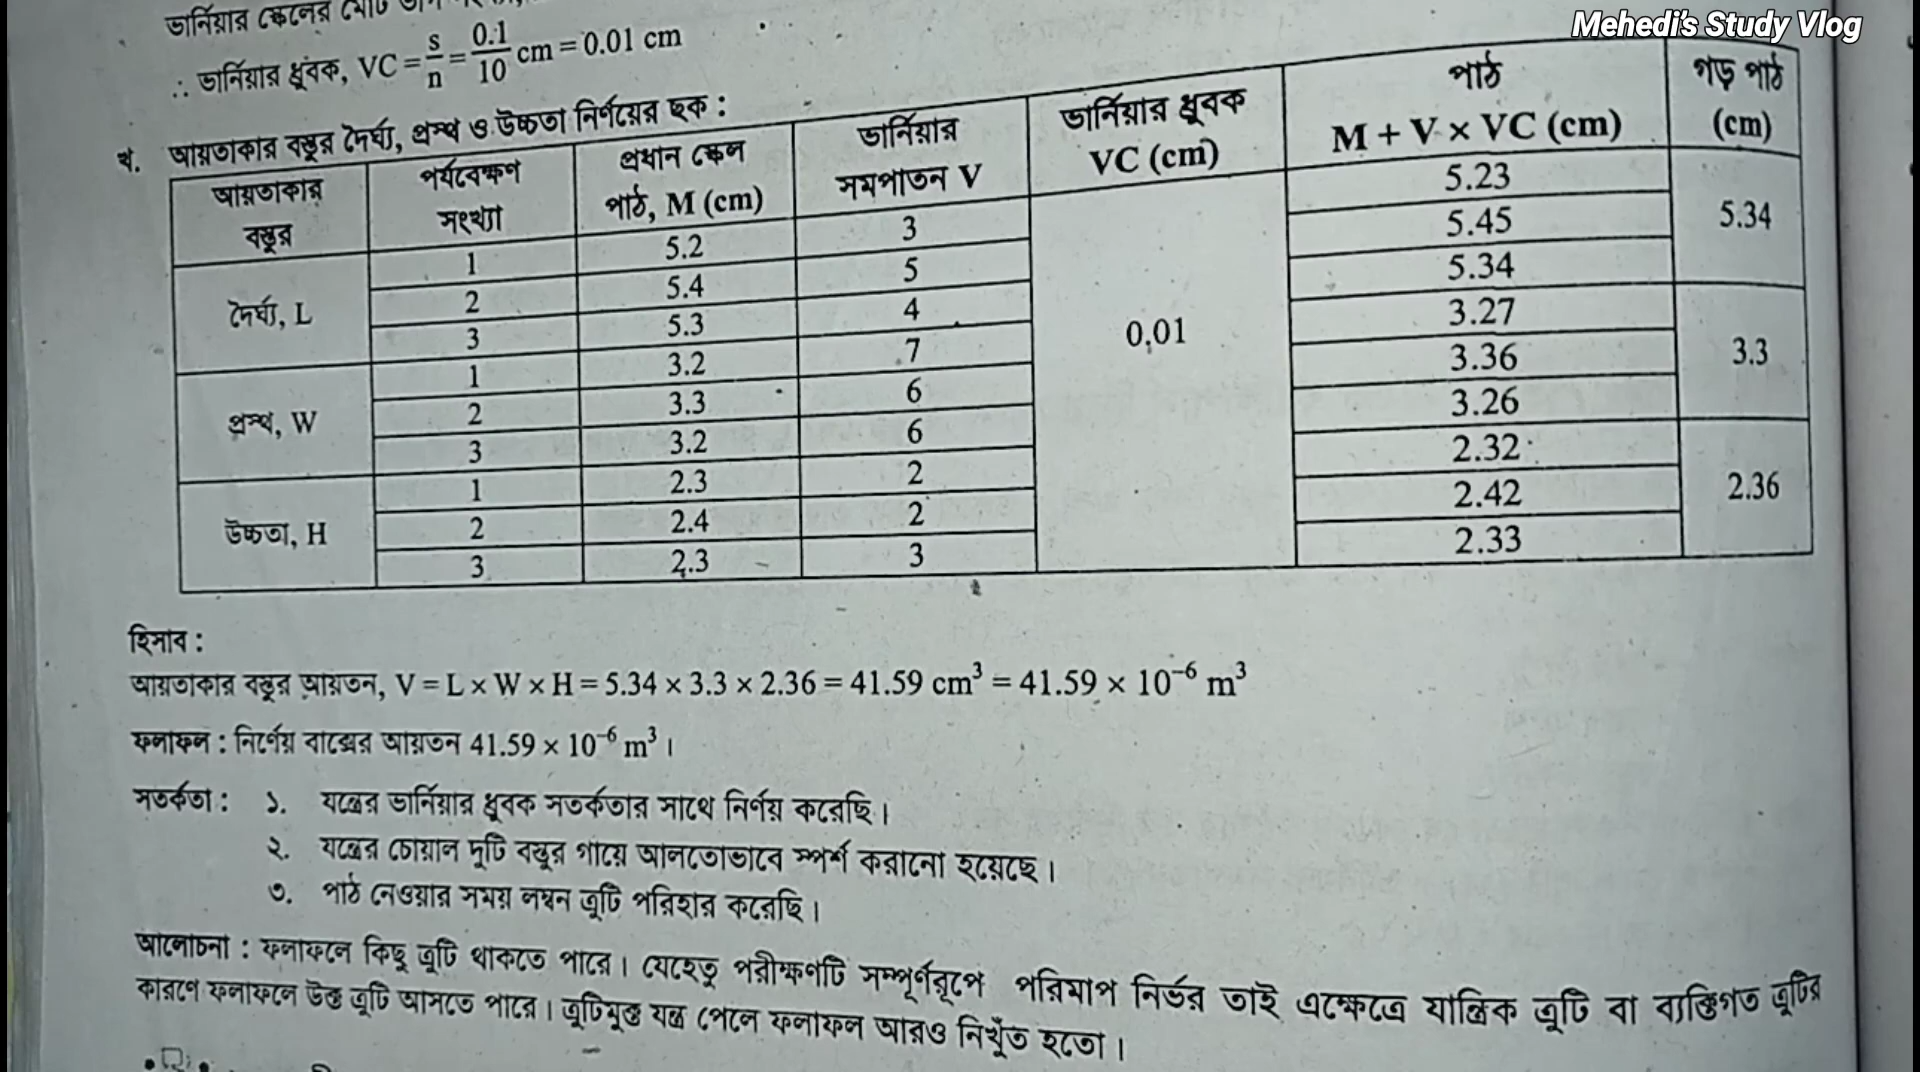 Mehedi's Study Vlog
ভার্নিয়ার স্কেলের মোট
∴ ভার্নিয়ার ধ্রুবক, VC = s/n = 0.1/10 cm = 0.01 cm
খ. আয়তাকার বস্তুর দৈর্ঘ্য, প্রস্থ ও উচ্চতা নির্ণয়ের ছক :
আয়তাকার বস্তুর | পর্যবেক্ষণ সংখ্যা | প্রধান স্কেল পাঠ, M (cm) | ভার্নিয়ার সমপাতন V | ভার্নিয়ার ধ্রুবক VC (cm) | পাঠ M + V × VC (cm) | গড় পাঠ (cm)
দৈর্ঘ্য, L | 1 | 5.2 | 3 | 0.01 | 5.23 | 5.34
2 | 5.4 | 5 | 5.45
3 | 5.3 | 4 | 5.34
প্রস্থ, W | 1 | 3.2 | 7 | 3.27 | 3.3
2 | 3.3 | 6 | 3.36
3 | 3.2 | 6 | 3.26
উচ্চতা, H | 1 | 2.3 | 2 | 2.32 | 2.36
2 | 2.4 | 2 | 2.42
3 | 2.3 | 3 | 2.33
হিসাব :
আয়তাকার বস্তুর আয়তন, V = L × W × H = 5.34 × 3.3 × 2.36 = 41.59 cm³ = 41.59 × 10⁻⁶ m³
ফলাফল : নির্ণেয় বাক্সের আয়তন 41.59 × 10⁻⁶ m³ ।
সতর্কতা : ১. যন্ত্রের ভার্নিয়ার ধ্রুবক সতর্কতার সাথে নির্ণয় করেছি।
২. যন্ত্রের চোয়াল দুটি বস্তুর গায়ে আলতোভাবে স্পর্শ করানো হয়েছে।
৩. পাঠ নেওয়ার সময় লম্বন ত্রুটি পরিহার করেছি।
আলোচনা : ফলাফলে কিছু ত্রুটি থাকতে পারে। যেহেতু পরীক্ষণটি সম্পূর্ণরূপে পরিমাপ নির্ভর তাই এক্ষেত্রে যান্ত্রিক ত্রুটি বা ব্যক্তিগত ত্রুটির
কারণে ফলাফলে উক্ত ত্রুটি আসতে পারে। ত্রুটিমুক্ত যন্ত্র পেলে ফলাফল আরও নিখুঁত হতো।